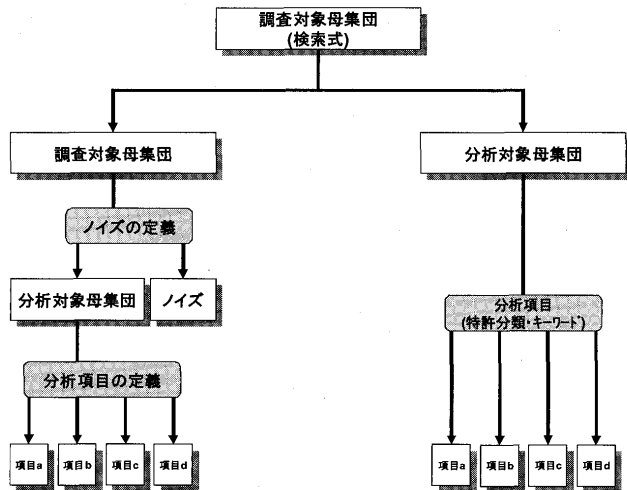 調査対象母集団
(検索式)
調査対象母集団
分析対象母集団
ノイズの定義
分析対象母集団
ノイズ
分析項目
(特許分類・キーワード)
分析項目の定義
項目a
項目b
項目c
項目d
項目a
項目b
項目c
項目d